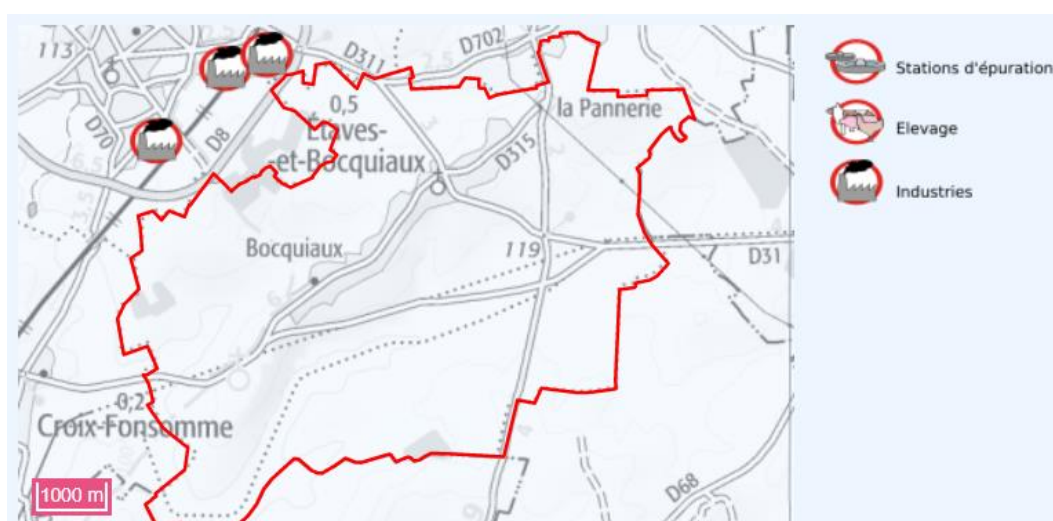 113
D311
D702
0,5
Étaves-
-et-Bocquiaux
la Pannerie
D315
D70
D8
Bocquiaux
119
D31
0,2
Croix-Fonsomme
D68
1000 m
Stations d'épuration
Elevage
Industries